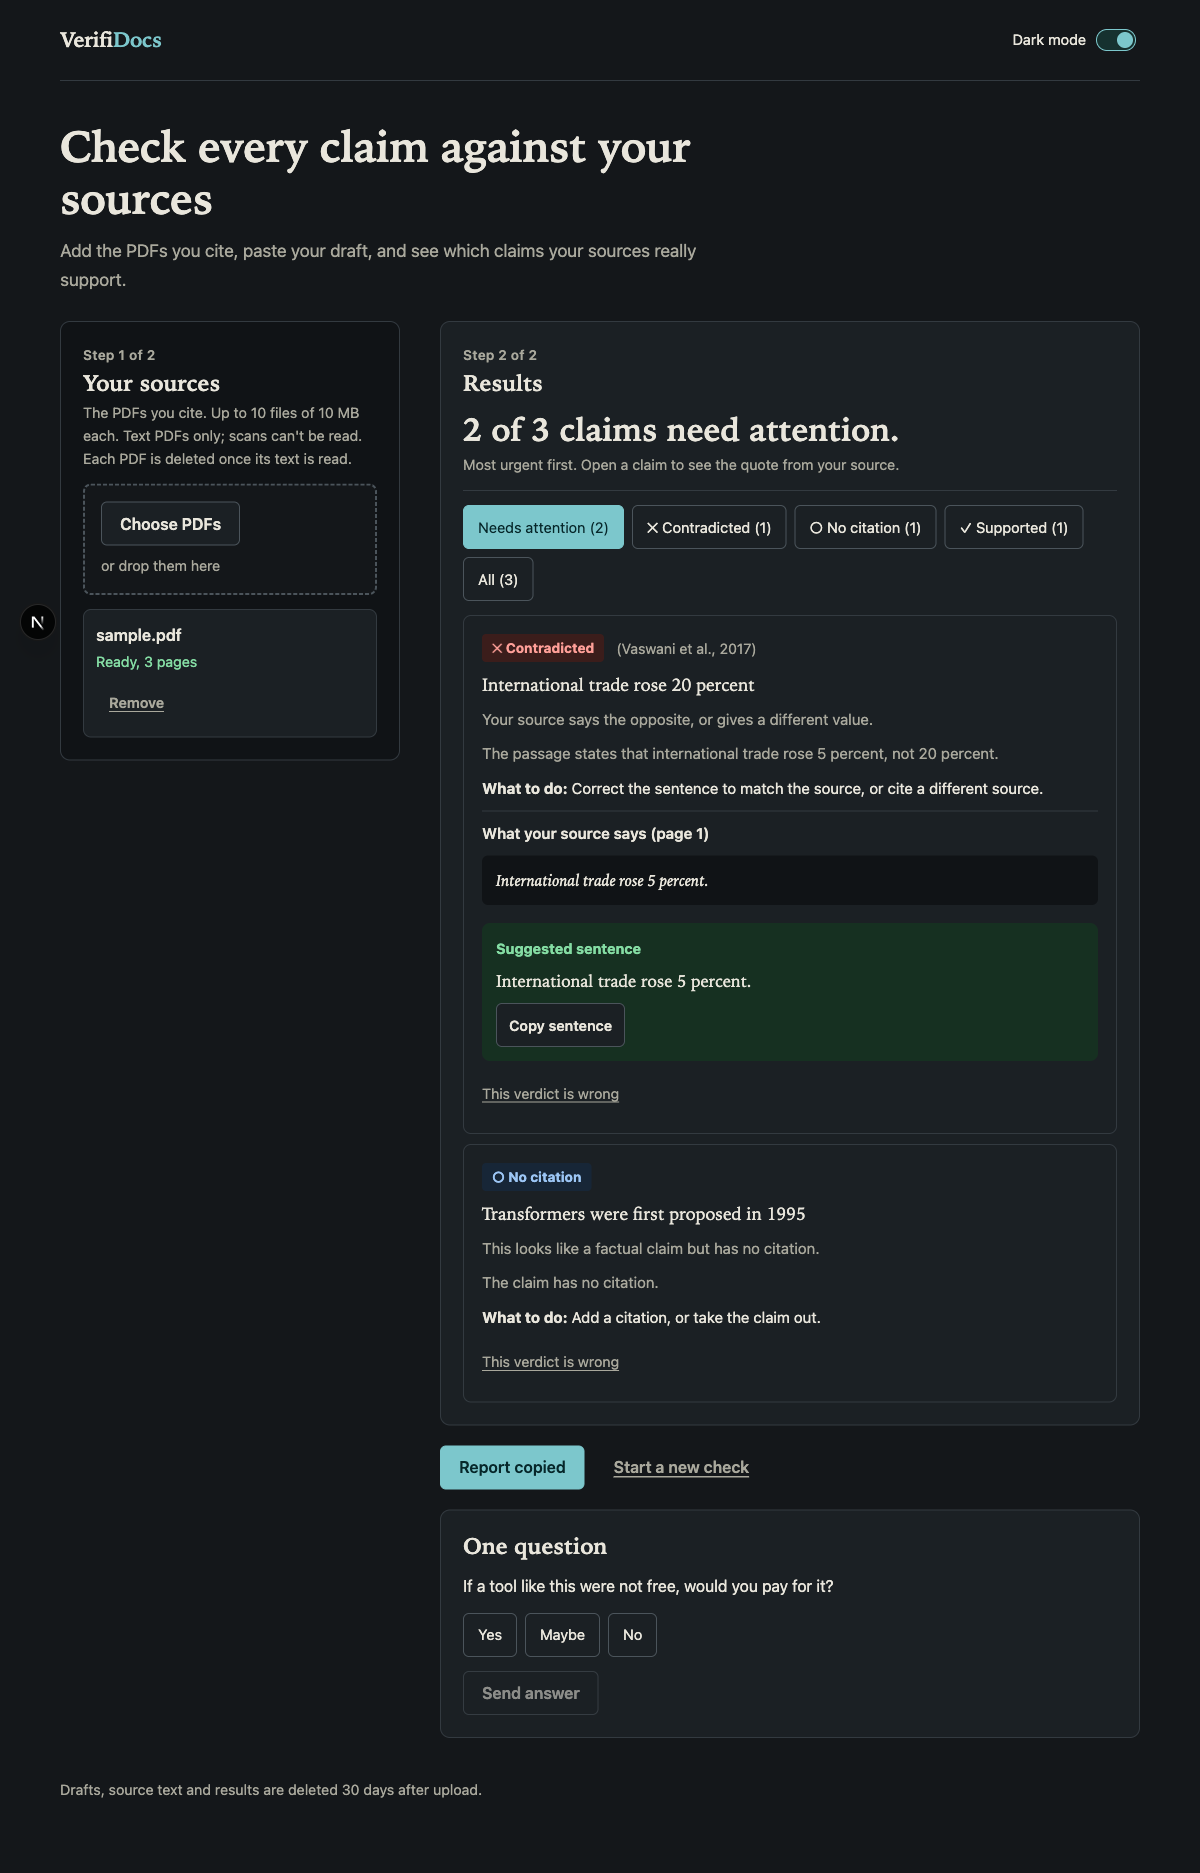 VerifiDocs
Dark mode
Check every claim against your
sources
Add the PDFs you cite, paste your draft, and see which claims your sources really
support.
Step 1 of 2
Your sources
The PDFs you cite. Up to 10 files of 10 MB
each. Text PDFs only; scans can't be read.
Each PDF is deleted once its text is read.
Choose PDFs
or drop them here
sample.pdf
Ready, 3 pages
Remove
N
Step 2 of 2
Results
2 of 3 claims need attention.
Most urgent first. Open a claim to see the quote from your source.
Needs attention (2)
Contradicted (1)
No citation (1)
Supported (1)
All (3)
Contradicted (Vaswani et al., 2017)
International trade rose 20 percent
Your source says the opposite, or gives a different value.
The passage states that international trade rose 5 percent, not 20 percent.
What to do: Correct the sentence to match the source, or cite a different source.
What your source says (page 1)
International trade rose 5 percent.
Suggested sentence
International trade rose 5 percent.
Copy sentence
This verdict is wrong
No citation
Transformers were first proposed in 1995
This looks like a factual claim but has no citation.
The claim has no citation.
What to do: Add a citation, or take the claim out.
This verdict is wrong
Report copied
Start a new check
One question
If a tool like this were not free, would you pay for it?
Yes
Maybe
No
Send answer
Drafts, source text and results are deleted 30 days after upload.